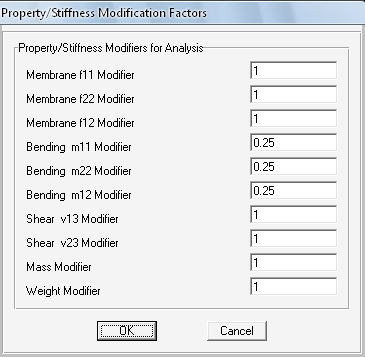 Property/Stiffness Modification Factors
Property/Stiffness Modifiers for Analysis
Membrane f11 Modifier 1
Membrane f22 Modifier 1
Membrane f12 Modifier 1
Bending m11 Modifier 0.25
Bending m22 Modifier 0.25
Bending m12 Modifier 0.25
Shear v13 Modifier 1
Shear v23 Modifier 1
Mass Modifier 1
Weight Modifier 1
OK Cancel